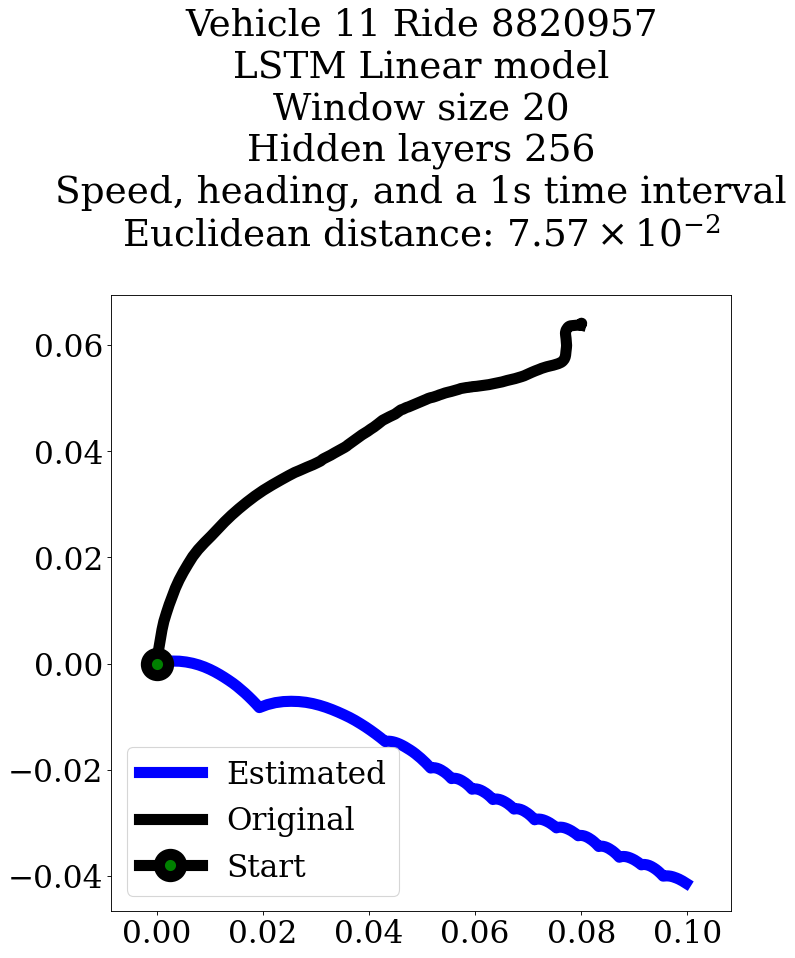 Vehicle 11 Ride 8820957
LSTM Linear model
Window size 20
Hidden layers 256
Speed, heading, and a 1s time interval
Euclidean distance: $7.57 \times 10^{-2}$
0.06
0.04
0.02
0.00
−0.02
−0.04
Estimated
Original
Start
0.00 0.02 0.04 0.06 0.08 0.10